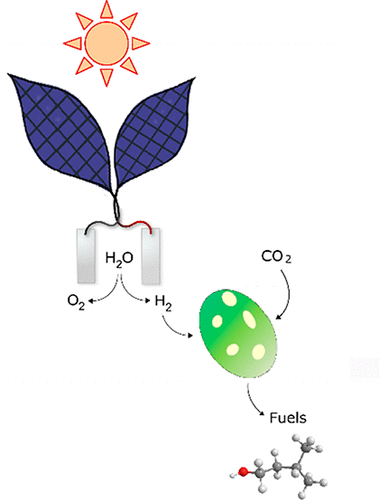 H₂O
CO₂
O₂
H₂
Fuels